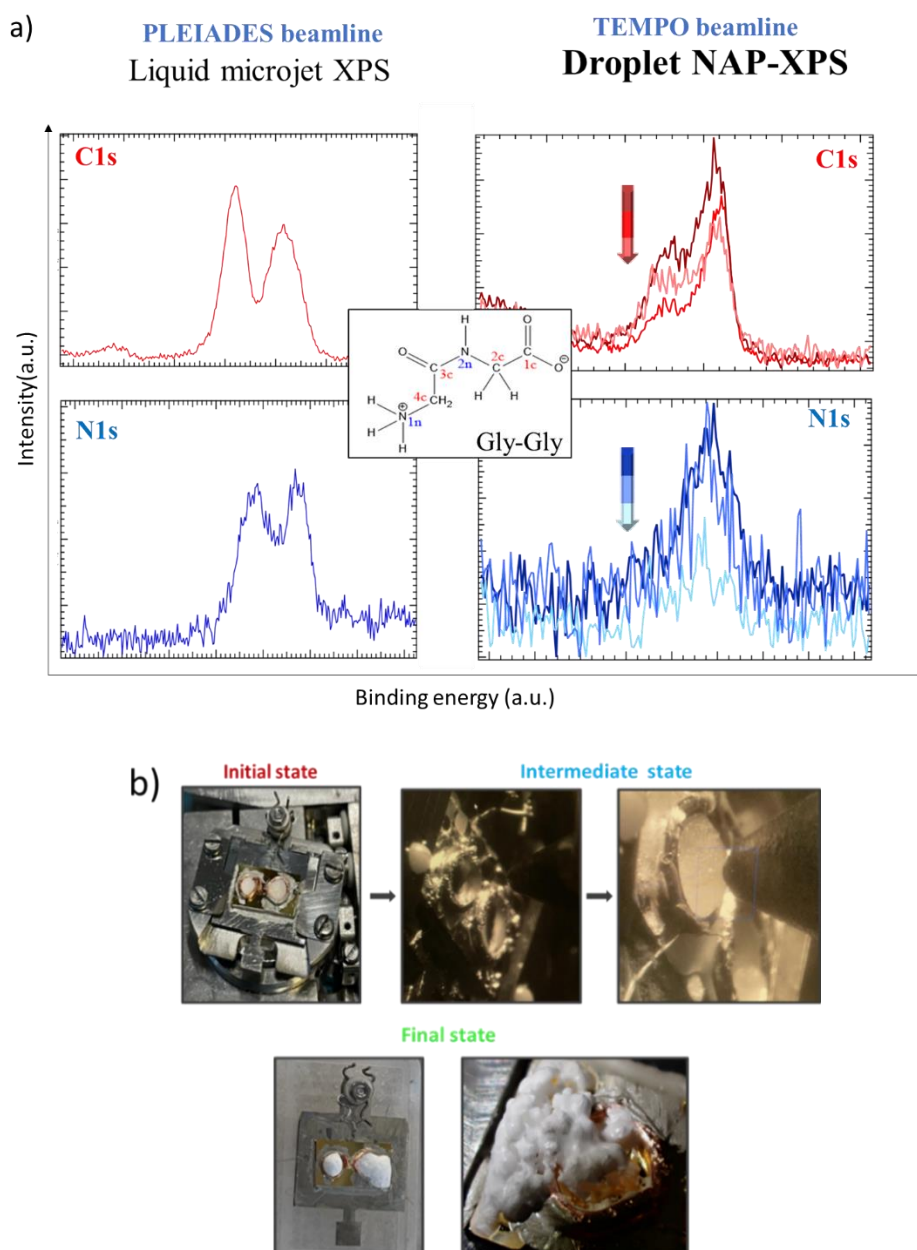 a)
PLEIADES beamline
Liquid microjet XPS
TEMPO beamline
Droplet NAP-XPS
C1s
C1s
N1s
N1s
H
O
O
N
2n
C
2c
C
1c
O
⊖
3c
H
H
4c
CH2
H
⊕
N
1n
H
H
Gly-Gly
Intensity(a.u.)
Binding energy (a.u.)
b)
Initial state
Intermediate state
Final state